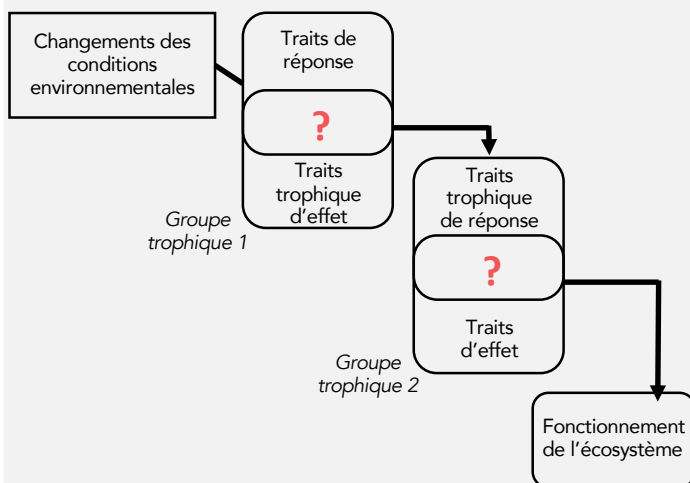 Changements des
conditions
environnementales
Traits de
réponse
?
Traits
trophique
d'effet
Groupe
trophique 1
Traits
trophique
de réponse
?
Traits
d'effet
Groupe
trophique 2
Fonctionnement
de l'écosystème